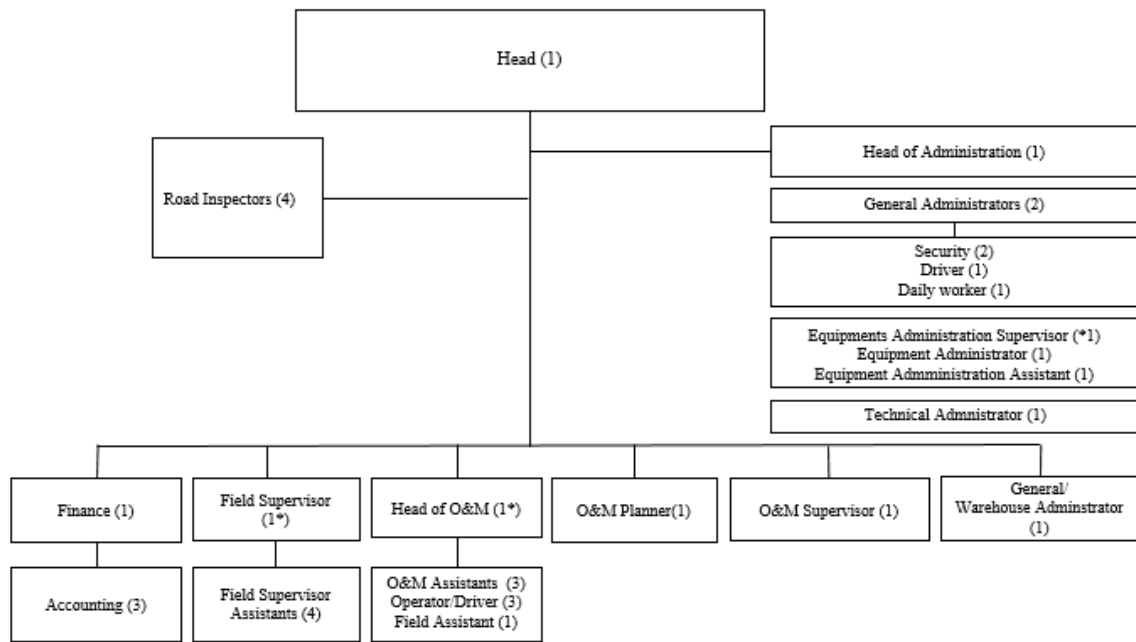 Head (1)
Head of Administration (1)
Road Inspectors (4)
General Administrators (2)
Security (2)
Driver (1)
Daily worker (1)
Equipments Administration Supervisor (*1)
Equipment Administrator (1)
Equipment Admministration Assistant (1)
Technical Admnistrator (1)
Finance (1)
Field Supervisor
(1*)
Head of O&M (1*)
O&M Planner(1)
O&M Supervisor (1)
General/
Warehouse Adminstrator
(1)
Accounting (3)
Field Supervisor
Assistants (4)
O&M Assistants (3)
Operator/Driver (3)
Field Assistant (1)